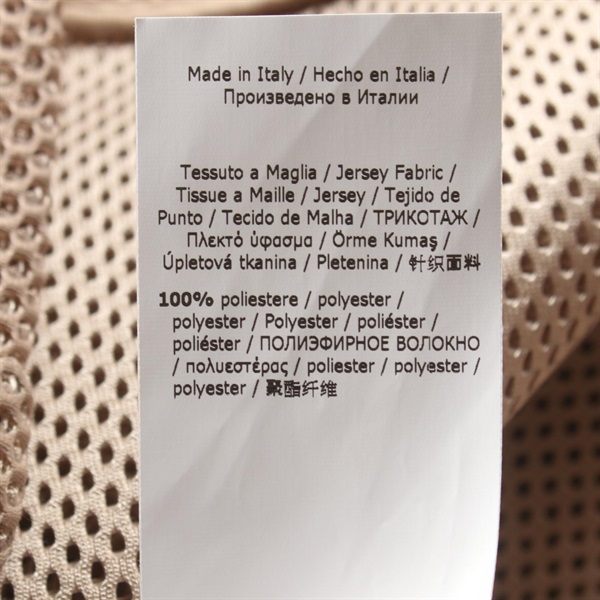 Made in Italy / Hecho en Italia /
Произведено в Италии
Tessuto a Maglia / Jersey Fabric /
Tissue a Maille / Jersey / Tejido de
Punto / Tecido de Malha / ТРИКОТАЖ /
Πλεκτό ύφασμα / Örme Kumaş /
Úpletová tkanina / Pletenina / 针织面料
100% poliestere / polyester /
polyester / Polyester / poliéster /
poliéster / ПОЛИЭФИРНОЕ ВОЛОКНО
/ πολυεστέρας / poliester / polyester /
polyester / 聚酯纤维